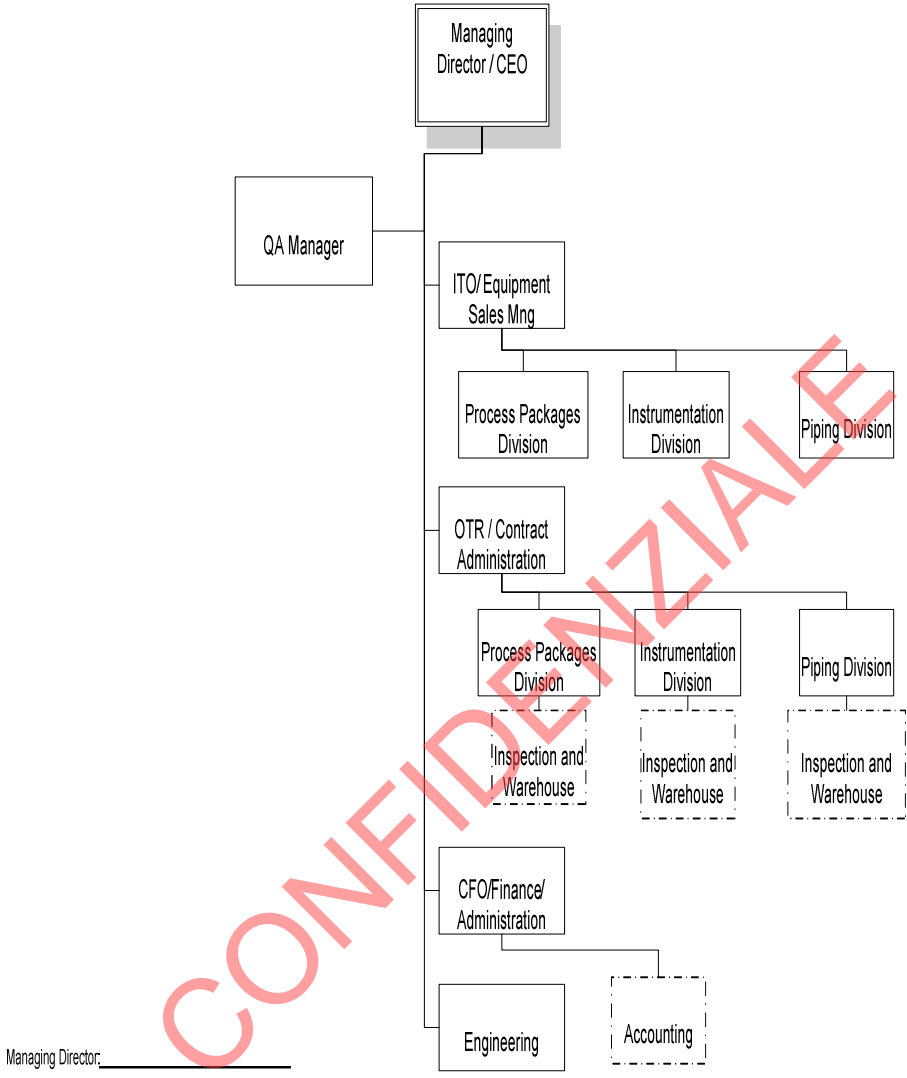 Managing
Director / CEO
QA Manager
ITO/ Equipment
Sales Mng
Process Packages
Division
Instrumentation
Division
Piping Division
OTR / Contract
Administration
Process Packages
Division
Instrumentation
Division
Piping Division
Inspection and
Warehouse
Inspection and
Warehouse
Inspection and
Warehouse
CFO/Finance/
Administration
Accounting
Engineering
Managing Director:
CONFIDENZIALE